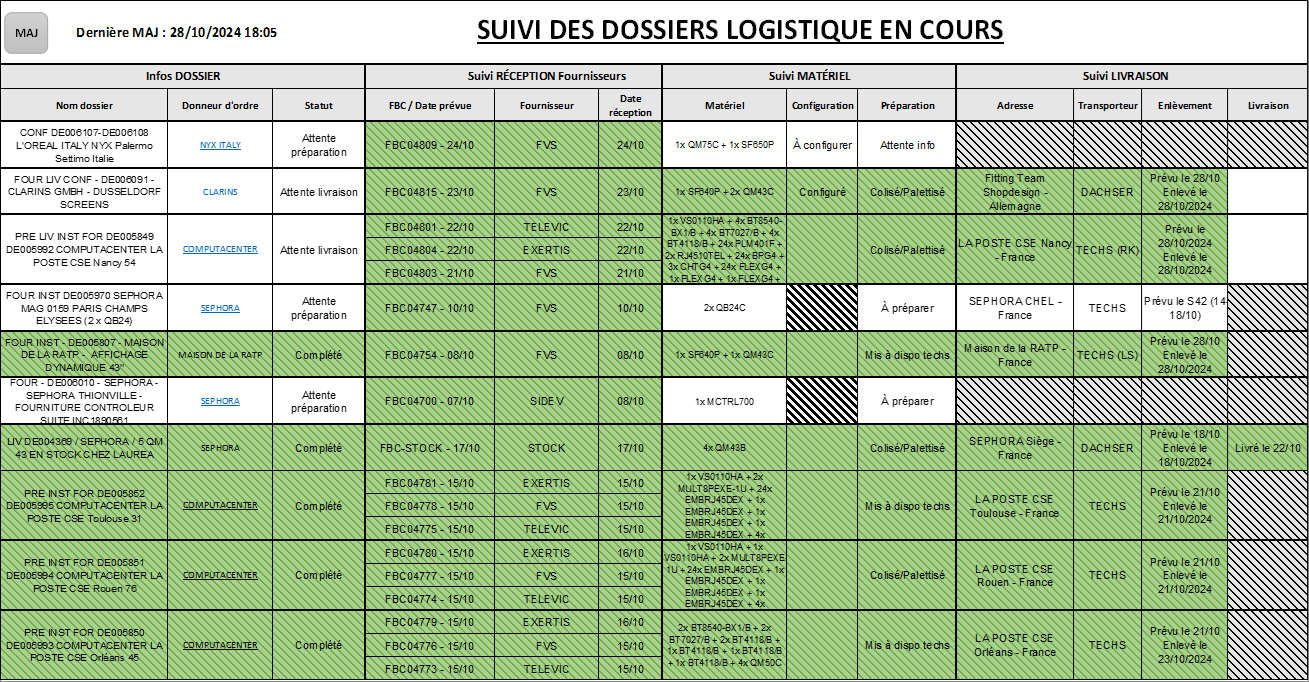 MAJ
Dernière MAJ : 28/10/2024 18:05
SUIVI DES DOSSIERS LOGISTIQUE EN COURS
Infos DOSSIER
Suivi RÉCEPTION Fournisseurs
Suivi MATÉRIEL
Suivi LIVRAISON
Nom dossier
Donneur d'ordre
Statut
FBC / Date prévue
Fournisseur
Date
réception
Matériel
Configuration
Préparation
Adresse
Transporteur
Enlèvement
Livraison
CONF DE006107-DE006108
L'OREAL ITALY NYX Palermo
Settimo Italie
NYX ITALY
Attente
préparation
FBC04809 - 24/10
FVS
24/10
1x QM75C + 1x SF650P
À configurer
Attente info
FOUR LIV CONF - DE006091 -
CLARINS GMBH - DUSSELDORF
SCREENS
CLARINS
Attente livraison
FBC04815 - 23/10
FVS
23/10
1x SF640P + 2x QM43C
Configuré
Colisé/Palettisé
Fitting Team
Shopdesign -
Allemagne
DACHSER
Prévu le 28/10
Enlevé le
28/10/2024
PRE LIV INST FOR DE005849
DE005992 COMPUTACENTER LA
POSTE CSE Nancy 54
COMPUTACENTER
Attente livraison
FBC04801 - 22/10
TELEVIC
22/10
FBC04804 - 22/10
EXERTIS
22/10
FBC04803 - 21/10
FVS
21/10
1x VS0110HA + 4x BT8540-
BX1/B + 4x BT7027/B + 4x
BT4118/B + 24x PLM401F +
2x RJ4510TEL + 24x BPG4 +
3x CHTG4 + 24x FLEXG4 +
1x FLEXG4 + 1x FLEXG4 +
Colisé/Palettisé
LA POSTE CSE Nancy
- France
TECHS (RK)
Prévu le
28/10/2024
Enlevé le
28/10/2024
FOUR INST DE005970 SEPHORA
MAG 0159 PARIS CHAMPS
ELYSEES (2 x QB24)
SEPHORA
Attente
préparation
FBC04747 - 10/10
FVS
10/10
2x QB24C
À préparer
SEPHORA CHEL -
France
TECHS
Prévu le S42 (14-
18/10)
FOUR INST - DE005807 - MAISON
DE LA RATP - AFFICHAGE
DYNAMIQUE 43"
MAISON DE LA RATP
Complété
FBC04754 - 08/10
FVS
08/10
1x SF640P + 1x QM43C
Mis à dispo techs
Maison de la RATP -
France
TECHS (LS)
Prévu le 28/10
Enlevé le
28/10/2024
FOUR - DE006010 - SEPHORA -
SEPHORA THIONVILLE -
FOURNITURE CONTROLEUR
SUITE INC1890561
SEPHORA
Attente
préparation
FBC04700 - 07/10
SIDEV
08/10
1x MCTRL700
À préparer
LIV DE004369 / SEPHORA / 5 QM
43 EN STOCK CHEZ LAUREA
SEPHORA
Complété
FBC-STOCK - 17/10
STOCK
17/10
4x QM43B
Colisé/Palettisé
SEPHORA Siège -
France
DACHSER
Prévu le 18/10
Enlevé le
18/10/2024
Livré le 22/10
PRE INST FOR DE005852
DE005995 COMPUTACENTER LA
POSTE CSE Toulouse 31
COMPUTACENTER
Complété
FBC04781 - 15/10
EXERTIS
15/10
FBC04778 - 15/10
FVS
15/10
FBC04775 - 15/10
TELEVIC
15/10
1x VS0110HA + 2x
MULT8PEXE-1U + 24x
EMBRJ45DEX + 1x
EMBRJ45DEX + 1x
EMBRJ45DEX + 1x
EMBRJ45DEX + 4x
Mis à dispo techs
LA POSTE CSE
Toulouse - France
TECHS
Prévu le 21/10
Enlevé le
21/10/2024
PRE INST FOR DE005851
DE005994 COMPUTACENTER LA
POSTE CSE Rouen 76
COMPUTACENTER
Complété
FBC04780 - 15/10
EXERTIS
16/10
FBC04777 - 15/10
FVS
15/10
FBC04774 - 15/10
TELEVIC
15/10
1x VS0110HA + 1x
VS0110HA + 2x MULT8PEXE-
1U + 24x EMBRJ45DEX + 1x
EMBRJ45DEX + 1x
EMBRJ45DEX + 1x
EMBRJ45DEX + 4x
Colisé/Palettisé
LA POSTE CSE
Rouen - France
TECHS
Prévu le 21/10
Enlevé le
21/10/2024
PRE INST FOR DE005850
DE005993 COMPUTACENTER LA
POSTE CSE Orléans 45
COMPUTACENTER
Complété
FBC04779 - 15/10
EXERTIS
16/10
FBC04776 - 15/10
FVS
15/10
FBC04773 - 15/10
TELEVIC
15/10
2x BT8540-BX1/B + 2x
BT7027/B + 2x BT4118/B +
1x BT4118/B + 1x BT4118/B
+ 1x BT4118/B + 4x QM50C
Mis à dispo techs
LA POSTE CSE
Orléans - France
TECHS
Prévu le 21/10
Enlevé le
23/10/2024